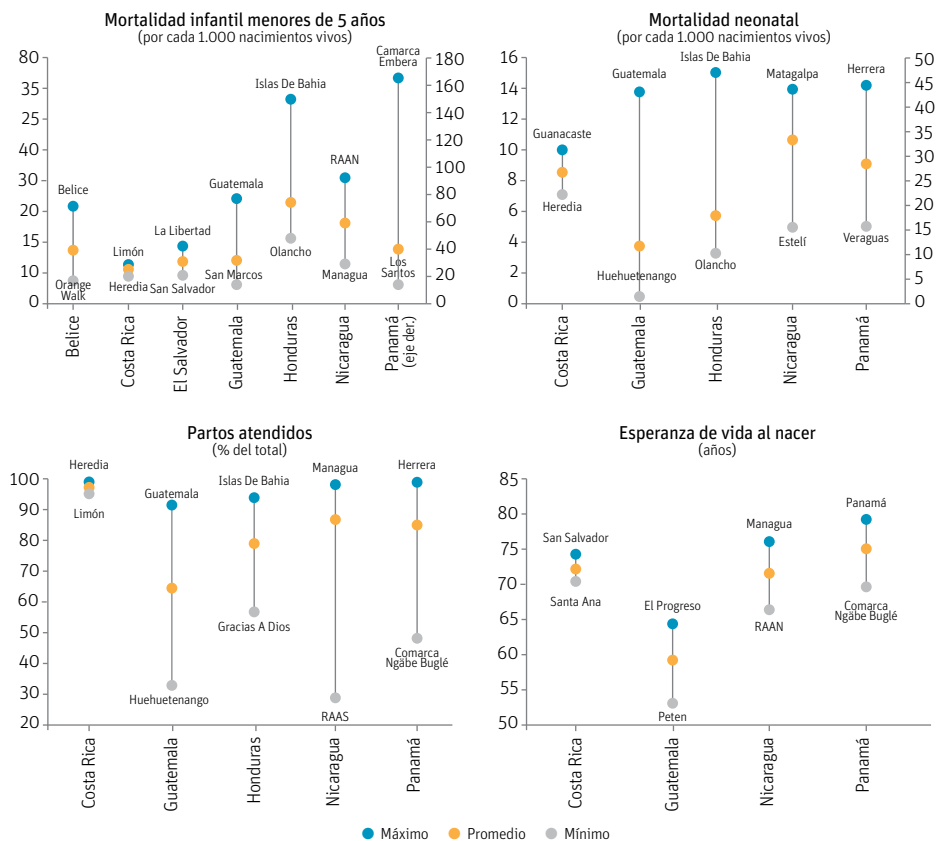 Mortalidad infantil menores de 5 años
(por cada 1.000 nacimientos vivos)
80
35
25
40
30
20
15
10
0
180
160
140
120
100
80
60
40
20
0
Belice
Orange
Walk
Limón
Heredia
La Libertad
San Salvador
Guatemala
San Marcos
Islas De Bahia
Olancho
RAAN
Managua
Camarca
Embera
Los
Santos
Belice
Costa Rica
El Salvador
Guatemala
Honduras
Nicaragua
Panamá
(eje der.)
Mortalidad neonatal
(por cada 1.000 nacimientos vivos)
16
14
12
10
8
6
4
2
0
50
45
40
35
30
25
20
15
10
5
0
Guanacaste
Heredia
Guatemala
Huehuetenango
Islas De Bahia
Olancho
Matagalpa
Estelí
Herrera
Veraguas
Costa Rica
Guatemala
Honduras
Nicaragua
Panamá
Partos atendidos
(% del total)
100
90
80
70
60
50
40
30
20
Heredia
Limón
Guatemala
Huehuetenango
Islas De Bahia
Gracias A Dios
Managua
RAAS
Herrera
Comarca
Ngäbe Buglé
Costa Rica
Guatemala
Honduras
Nicaragua
Panamá
Esperanza de vida al nacer
(años)
85
80
75
70
65
60
55
50
San Salvador
Santa Ana
El Progreso
Peten
Managua
RAAN
Panamá
Comarca
Ngäbe Buglé
Costa Rica
Guatemala
Nicaragua
Panamá
Máximo
Promedio
Mínimo